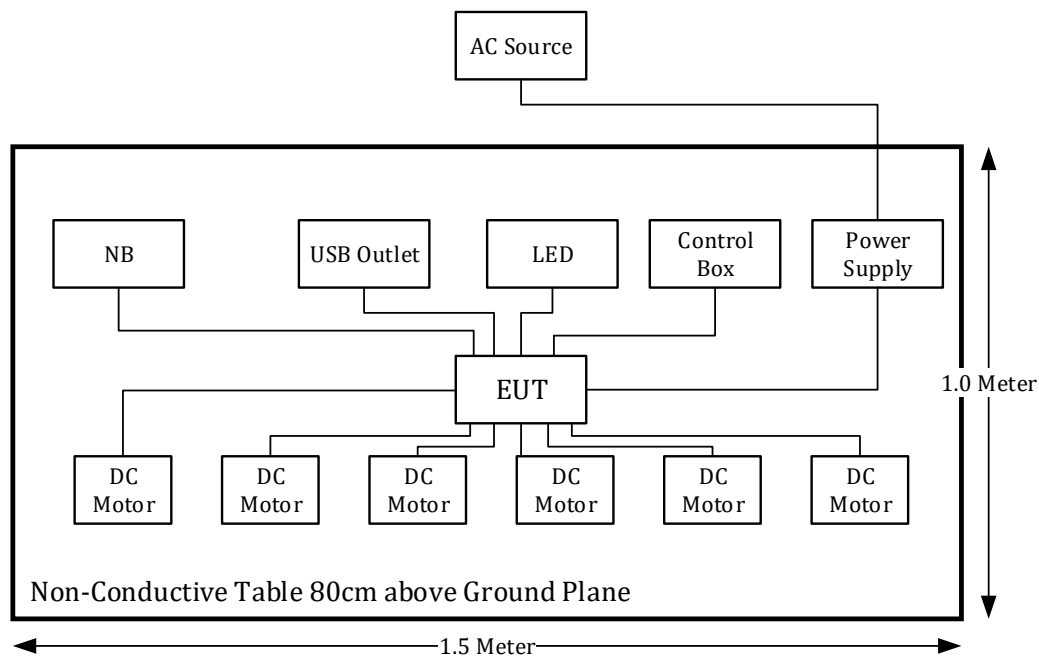 AC Source
NB
USB Outlet
LED
Control
Box
Power
Supply
EUT
1.0 Meter
DC
Motor
DC
Motor
DC
Motor
DC
Motor
DC
Motor
DC
Motor
Non-Conductive Table 80cm above Ground Plane
1.5 Meter